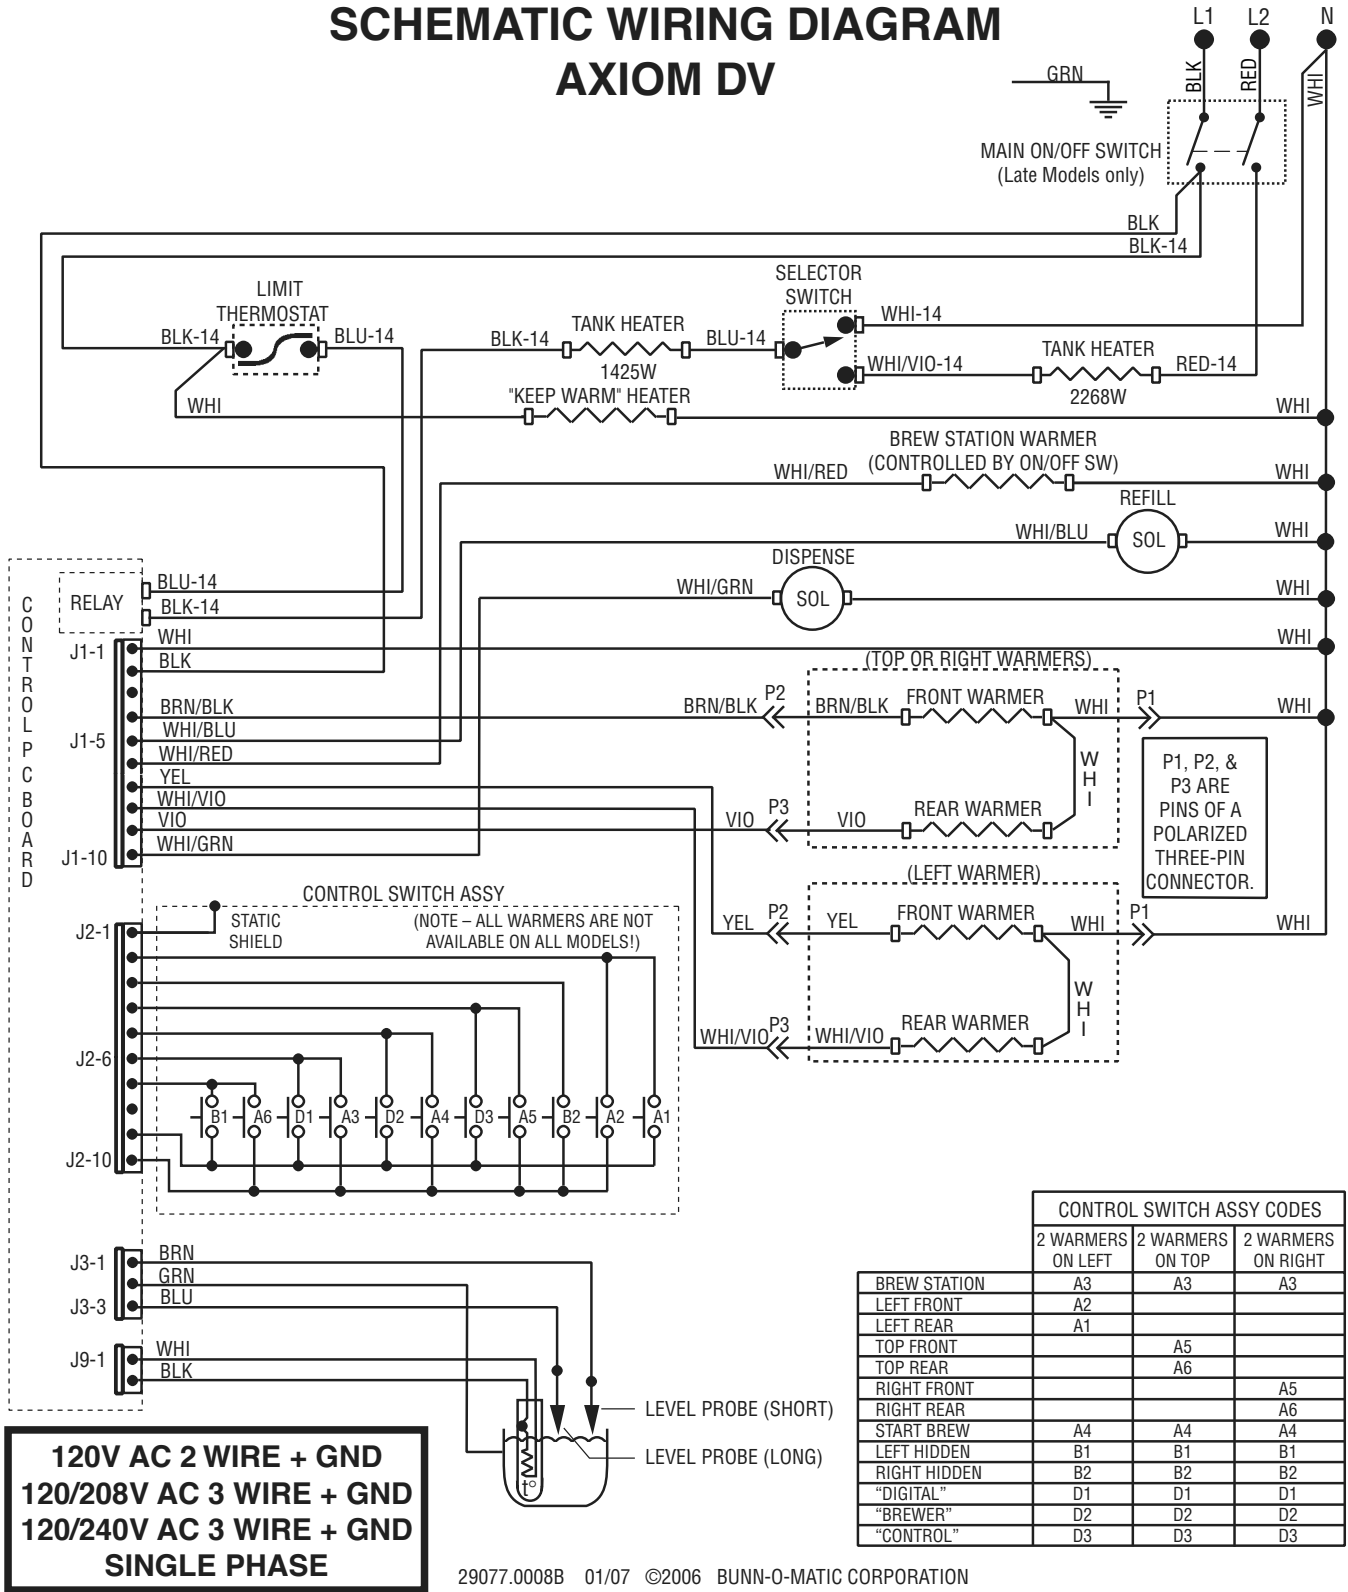 SCHEMATIC WIRING DIAGRAM
AXIOM DV
L1 L2 N
GRN
BLK
RED
WHI
MAIN ON/OFF SWITCH
(Late Models only)
BLK
BLK-14
LIMIT
THERMOSTAT
BLK-14
BLU-14
SELECTOR
SWITCH
WHI-14
BLK-14
TANK HEATER
BLU-14
1425W
WHI/VIO-14
TANK HEATER
RED-14
2268W
"KEEP WARM" HEATER
WHI
WHI
BREW STATION WARMER
(CONTROLLED BY ON/OFF SW)
WHI/RED
WHI
REFILL
WHI/BLU
SOL
WHI
DISPENSE
WHI/GRN
SOL
WHI
CONTROL PC BOARD
RELAY
BLU-14
BLK-14
J1-1
WHI
WHI
BLK
BRN/BLK
J1-5
WHI/BLU
WHI/RED
YEL
WHI/VIO
VIO
J1-10
WHI/GRN
(TOP OR RIGHT WARMERS)
BRN/BLK
P2
BRN/BLK
FRONT WARMER
WHI
P1
WHI
WHI
VIO
P3
VIO
REAR WARMER
P1, P2, &
P3 ARE
PINS OF A
POLARIZED
THREE-PIN
CONNECTOR.
(LEFT WARMER)
YEL
P2
YEL
FRONT WARMER
WHI
P1
WHI
WHI
WHI/VIO
P3
WHI/VIO
REAR WARMER
CONTROL SWITCH ASSY
J2-1
STATIC
SHIELD
(NOTE – ALL WARMERS ARE NOT
AVAILABLE ON ALL MODELS!)
J2-6
B1 A6 D1 A3 D2 A4 D3 A5 B2 A2 A1
J2-10
J3-1
BRN
GRN
J3-3
BLU
J9-1
WHI
BLK
LEVEL PROBE (SHORT)
LEVEL PROBE (LONG)
t°
CONTROL SWITCH ASSY CODES
2 WARMERS ON LEFT 2 WARMERS ON TOP 2 WARMERS ON RIGHT
BREW STATION A3 A3 A3
LEFT FRONT A2
LEFT REAR A1
TOP FRONT A5
TOP REAR A6
RIGHT FRONT A5
RIGHT REAR A6
START BREW A4 A4 A4
LEFT HIDDEN B1 B1 B1
RIGHT HIDDEN B2 B2 B2
“DIGITAL” D1 D1 D1
“BREWER” D2 D2 D2
“CONTROL” D3 D3 D3
120V AC 2 WIRE + GND
120/208V AC 3 WIRE + GND
120/240V AC 3 WIRE + GND
SINGLE PHASE
29077.0008B 01/07 ©2006 BUNN-O-MATIC CORPORATION